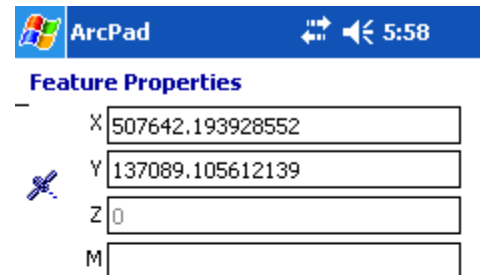 ArcPad 5:58
Feature Properties
X 507642.193928552
Y 137089.105612139
Z 0
M